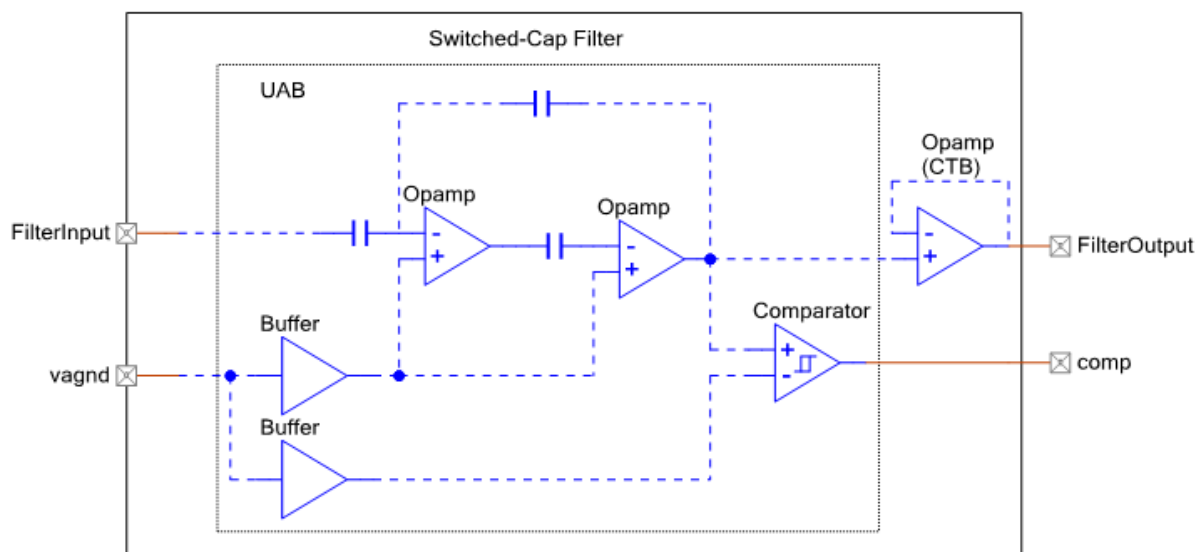 Switched-Cap Filter
UAB
Opamp
(CTB)
Opamp
Opamp
-
+
-
+
-
+
FilterInput
FilterOutput
Buffer
Comparator
+
-
vagnd
comp
Buffer